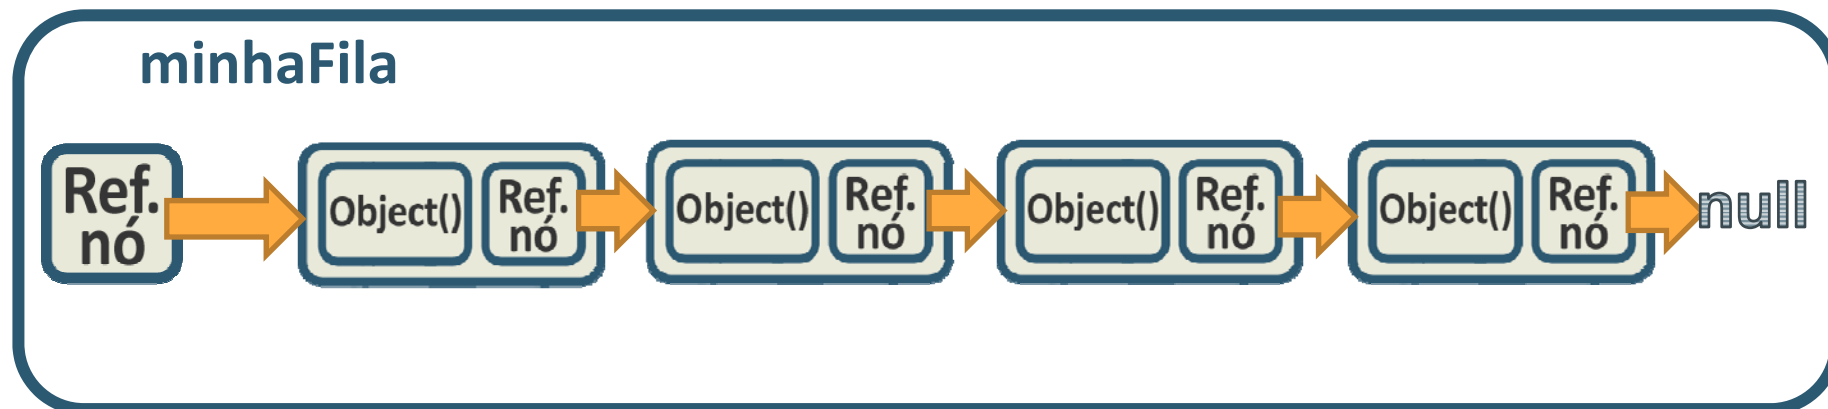 minhaFila
Ref.
nó
Object()
Ref.
nó
Object()
Ref.
nó
Object()
Ref.
nó
Object()
Ref.
nó
null